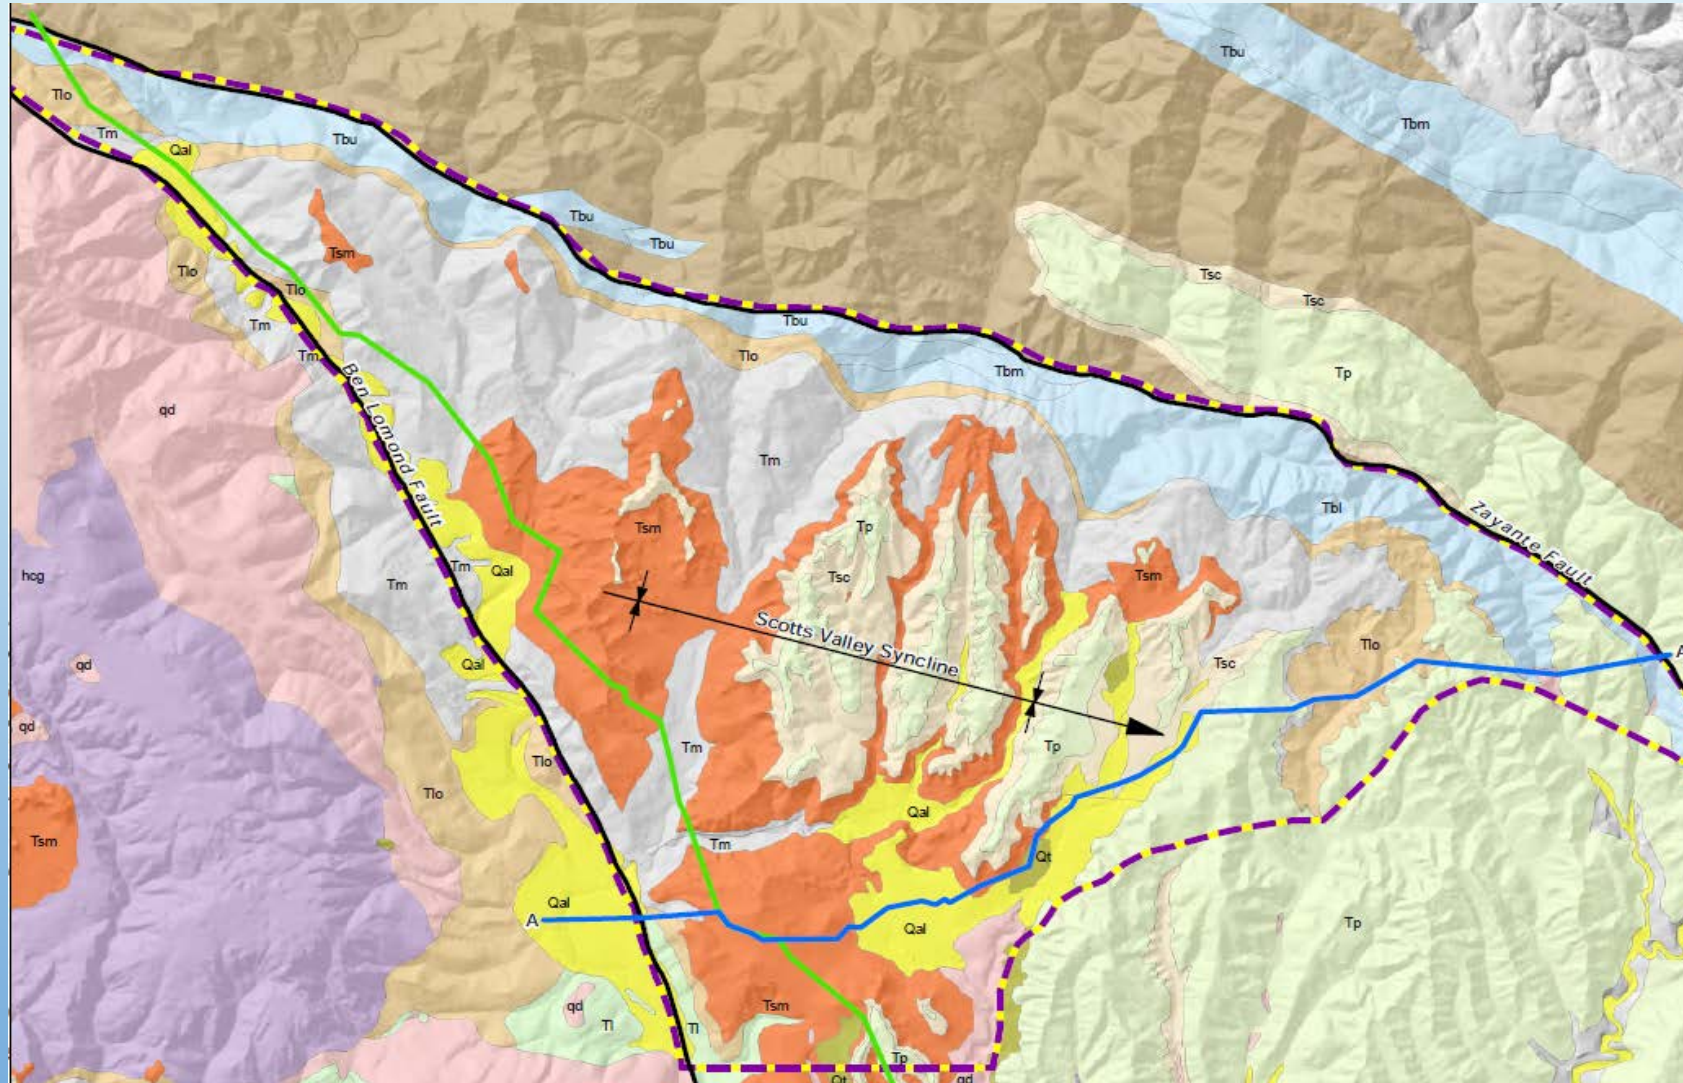 Tbu
Tlo
Tbm
Tm
Tbu
Qal
Tbu
Tbu
Tsm
Tlo
Tsc
Tlo
Tsc
Tm
Tbu
Tm
Tlo
Tbm
Tp
qd
Ben Lomond Fault
Tm
Tbl
Zayante Fault
Tsm
Tp
hcg
Tm
Tm
Qal
Tsc
Tsm
Scotts Valley Syncline
Tlo
qd
Qal
Tsc
A
qd
Tm
Tp
Tlo
Tlo
Qal
Tsm
Tm
Qt
Qal
A
Qal
Tp
qd
Tsm
Tl
Tl
Tp
Qt
qd